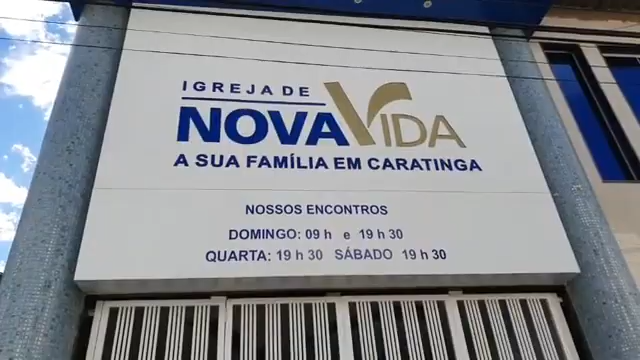 IGREJA DE
NOVA VIDA
A SUA FAMÍLIA EM CARATINGA
NOSSOS ENCONTROS
DOMINGO: 09 h e 19 h 30
QUARTA: 19 h 30 SÁBADO 19 h 30